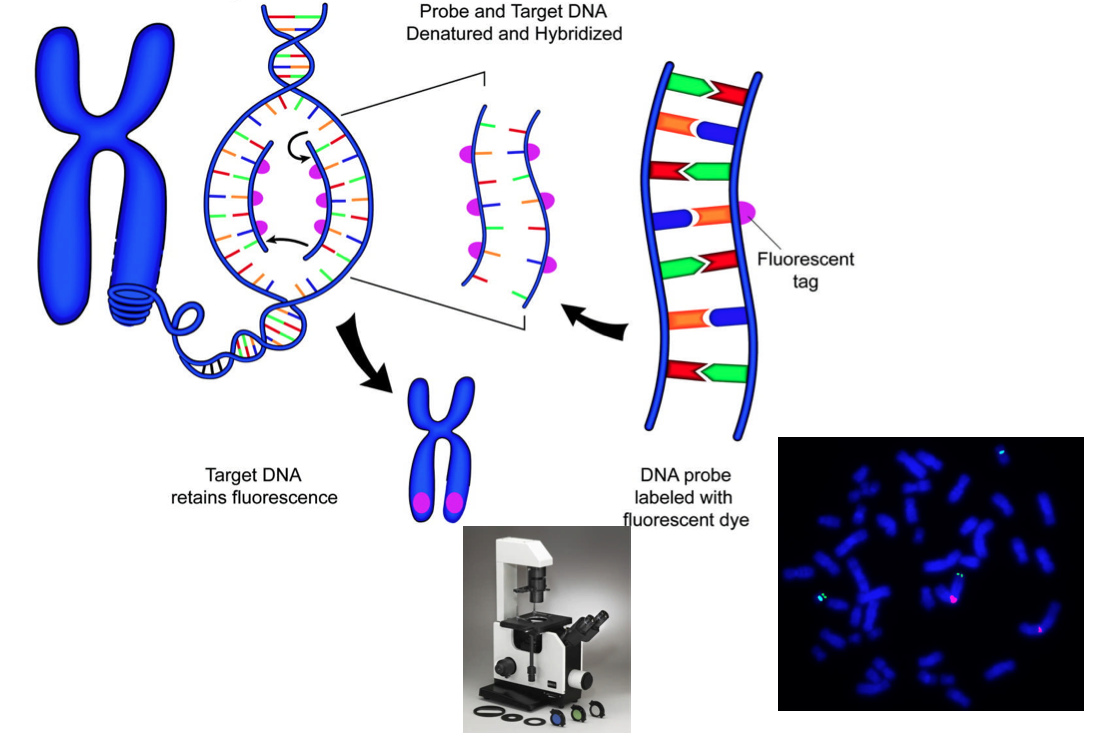 Probe and Target DNA
Denatured and Hybridized
Fluorescent
tag
Target DNA
retains fluorescence
DNA probe
labeled with
fluorescent dye